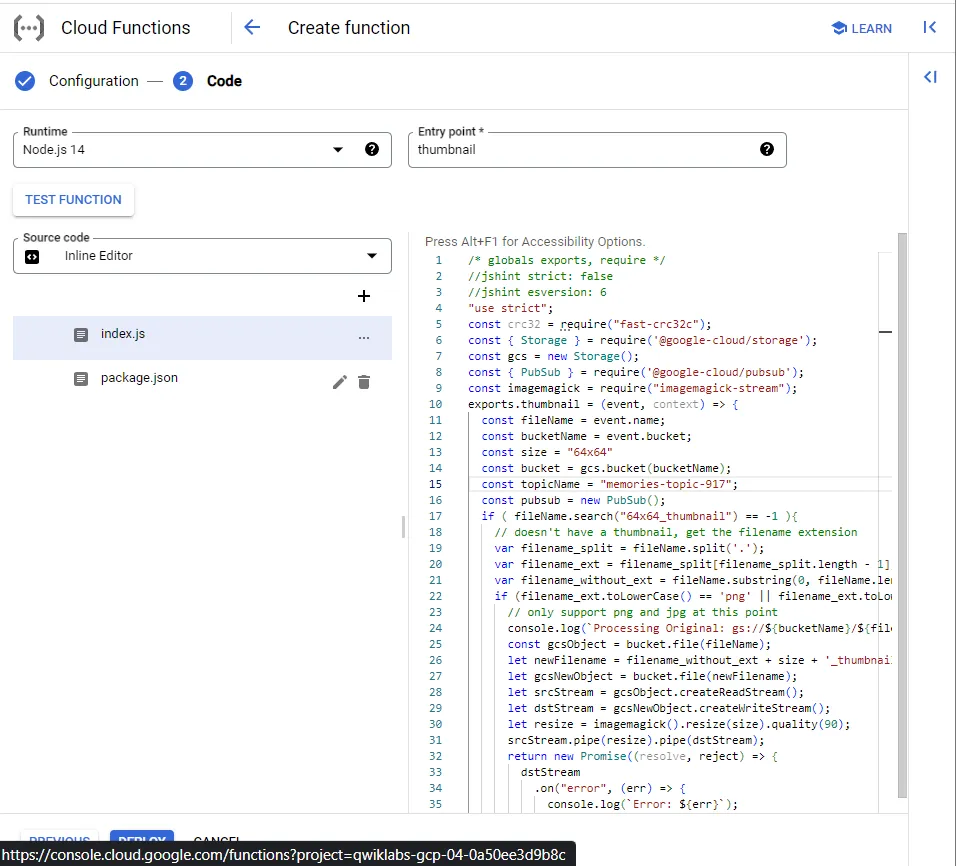 Cloud Functions
Create function
LEARN
Configuration
2
Code
Runtime
Node.js 14
Entry point *
thumbnail
TEST FUNCTION
Source code
Inline Editor
index.js
package.json
Press Alt+F1 for Accessibility Options.
1 /* globals exports, require */
2 //jshint strict: false
3 //jshint esversion: 6
4 "use strict";
5 const crc32 = require("fast-crc32c");
6 const { Storage } = require('@google-cloud/storage');
7 const gcs = new Storage();
8 const { PubSub } = require('@google-cloud/pubsub');
9 const imagemagick = require("imagemagick-stream");
10 exports.thumbnail = (event, context) => {
11 const fileName = event.name;
12 const bucketName = event.bucket;
13 const size = "64x64"
14 const bucket = gcs.bucket(bucketName);
15 const topicName = "memories-topic-917";
16 const pubsub = new PubSub();
17 if ( fileName.search("64x64_thumbnail") == -1 ){
18 // doesn't have a thumbnail, get the filename extension
19 var filename_split = fileName.split('.');
20 var filename_ext = filename_split[filename_split.length - 1]
21 var filename_without_ext = fileName.substring(0, fileName.len
22 if (filename_ext.toLowerCase() == 'png' || filename_ext.toLow
23 // only support png and jpg at this point
24 console.log(`Processing Original: gs://${bucketName}/${file
25 const gcsObject = bucket.file(fileName);
26 let newFilename = filename_without_ext + size + '_thumbnai
27 let gcsNewObject = bucket.file(newFilename);
28 let srcStream = gcsObject.createReadStream();
29 let dstStream = gcsNewObject.createWriteStream();
30 let resize = imagemagick().resize(size).quality(90);
31 srcStream.pipe(resize).pipe(dstStream);
32 return new Promise((resolve, reject) => {
33 dstStream
34 .on("error", (err) => {
35 console.log(`Error: ${err}`);
PREVIOUS
DEPLOY
CANCEL
https://console.cloud.google.com/functions?project=qwiklabs-gcp-04-0a50ee3d9b8c